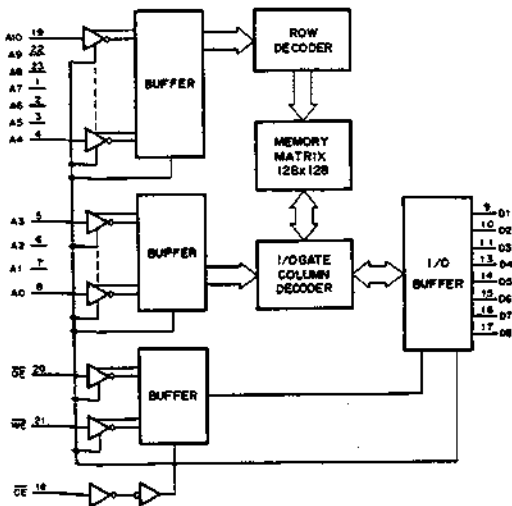 A10 19
A9 22
A8 23
A7 1
A6 2
A5 3
A4 4
BUFFER
ROW
DECODER
MEMORY
MATRIX
128x128
A3 5
A2 6
A1 7
A0 8
BUFFER
I/OGATE
COLUMN
DECODER
I/O
BUFFER
9 D1
10 D2
11 D3
13 D4
14 D5
15 D6
16 D7
17 D8
OE 20
WE 21
BUFFER
CE 18